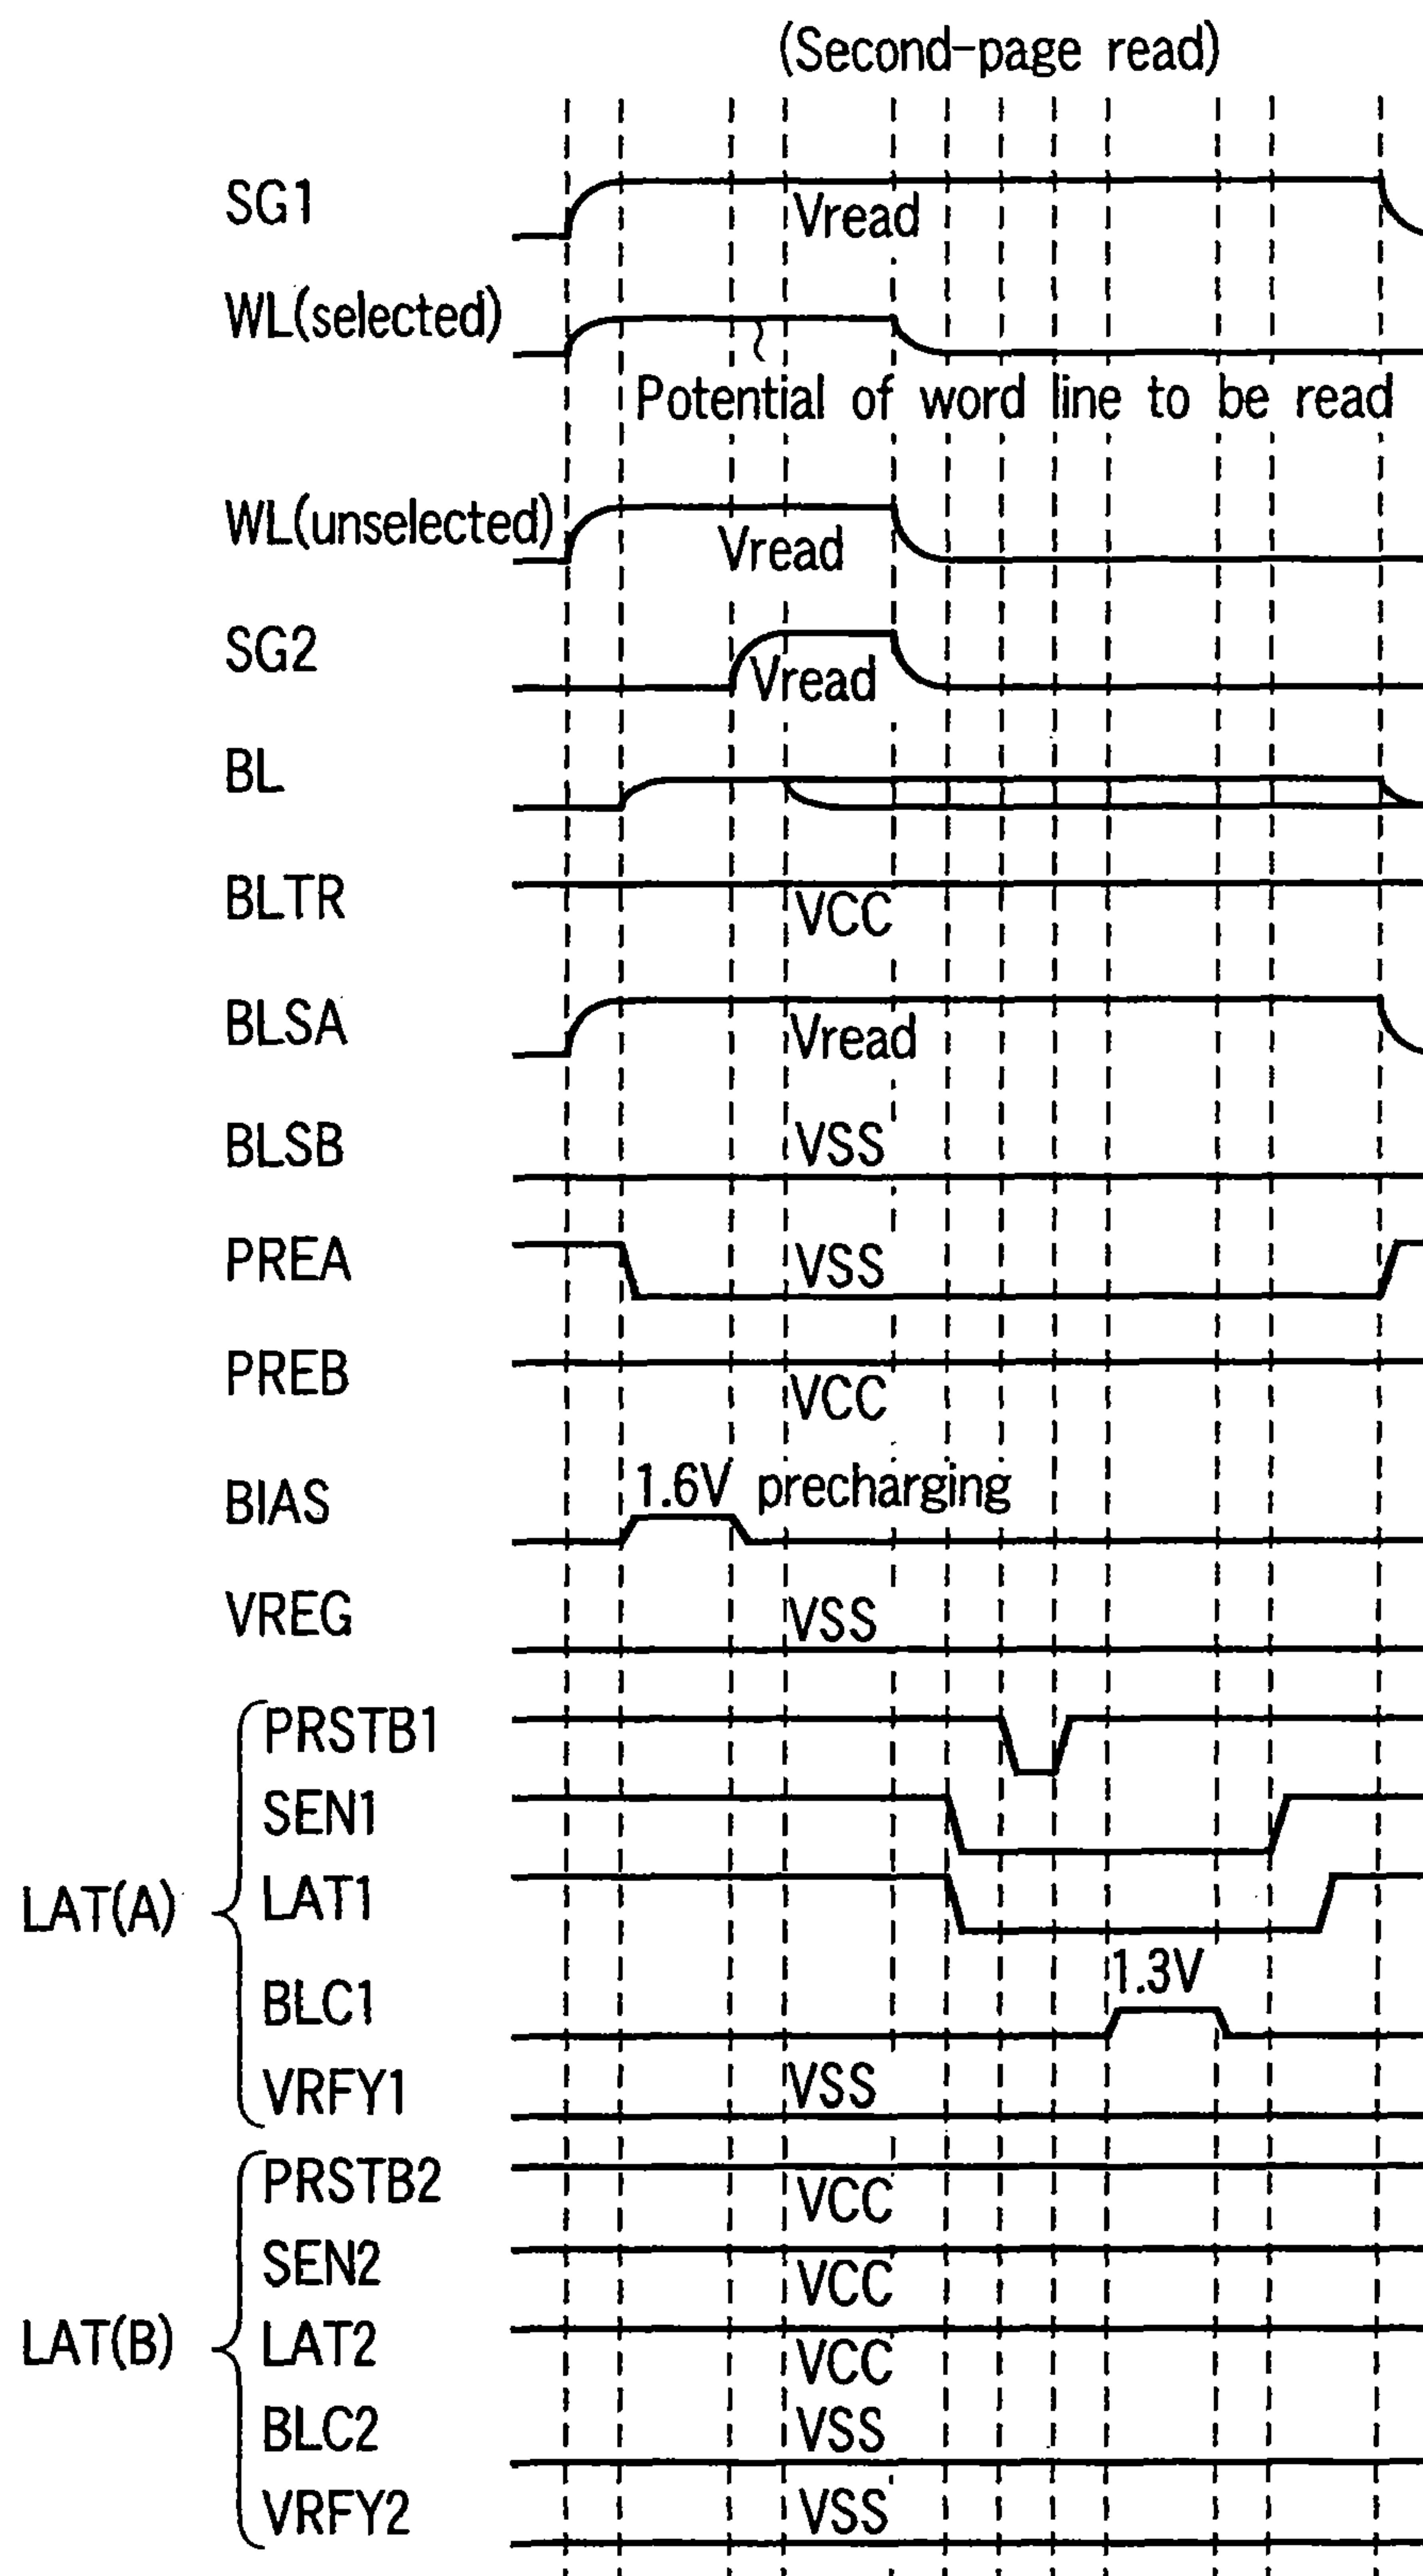 (Second-page read)
SG1
Vread
WL(selected)
Potential of word line to be read
WL(unselected)
Vread
SG2
Vread
BL
BLTR
VCC
BLSA
Vread
BLSB
VSS
PREA
VSS
PREB
VCC
BIAS
1.6V precharging
VREG
VSS
LAT(A)
PRSTB1
SEN1
LAT1
BLC1
1.3V
VRFY1
VSS
LAT(B)
PRSTB2
VCC
SEN2
VCC
LAT2
VCC
BLC2
VSS
VRFY2
VSS